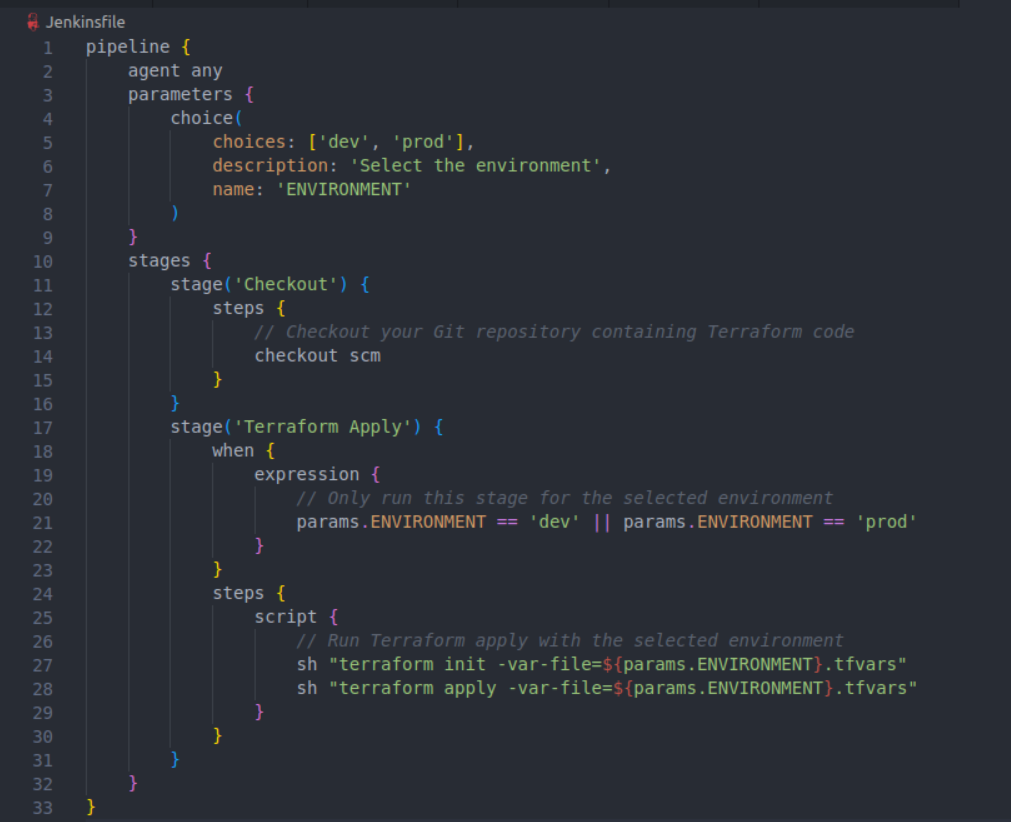 Jenkinsfile
1 pipeline {
2     agent any
3     parameters {
4         choice(
5             choices: ['dev', 'prod'],
6             description: 'Select the environment',
7             name: 'ENVIRONMENT'
8         )
9     }
10     stages {
11         stage('Checkout') {
12             steps {
13                 // Checkout your Git repository containing Terraform code
14                 checkout scm
15             }
16         }
17         stage('Terraform Apply') {
18             when {
19                 expression {
20                     // Only run this stage for the selected environment
21                     params.ENVIRONMENT == 'dev' || params.ENVIRONMENT == 'prod'
22                 }
23             }
24             steps {
25                 script {
26                     // Run Terraform apply with the selected environment
27                     sh "terraform init -var-file=${params.ENVIRONMENT}.tfvars"
28                     sh "terraform apply -var-file=${params.ENVIRONMENT}.tfvars"
29                 }
30             }
31         }
32     }
33 }